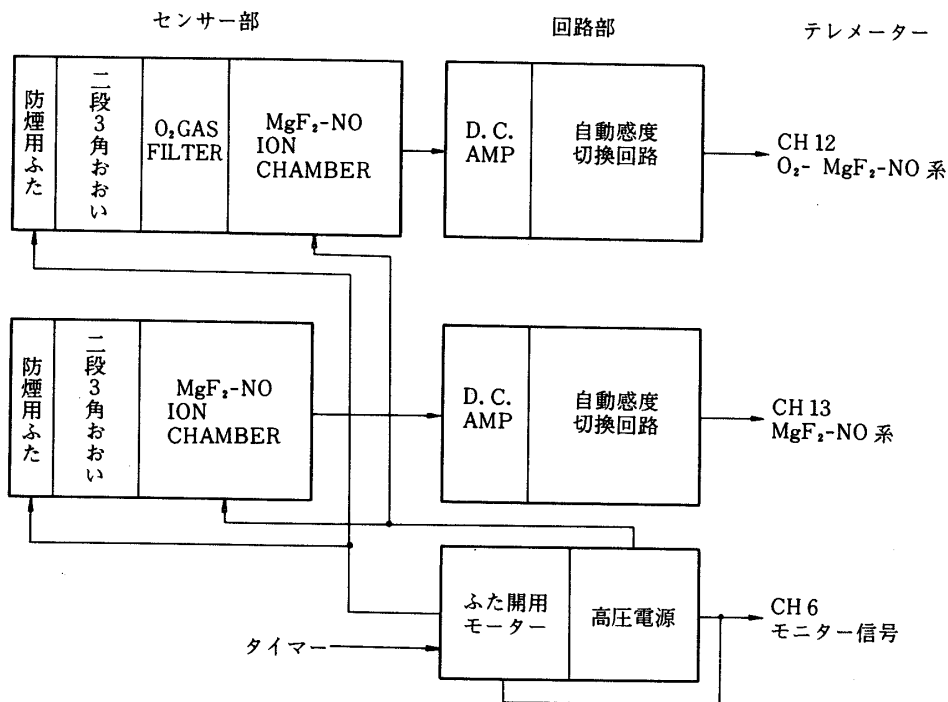 センサー部
回路部
テレメーター
防煙用ふた
二段3角おおい
O₂GAS
FILTER
MgF₂-NO
ION
CHAMBER
D. C.
AMP
自動感度
切換回路
CH 12
O₂- MgF₂-NO 系
防煙用ふた
二段3角おおい
MgF₂-NO
ION
CHAMBER
D. C.
AMP
自動感度
切換回路
CH 13
MgF₂-NO 系
ふた開用
モーター
高圧電源
CH 6
モニター信号
タイマー